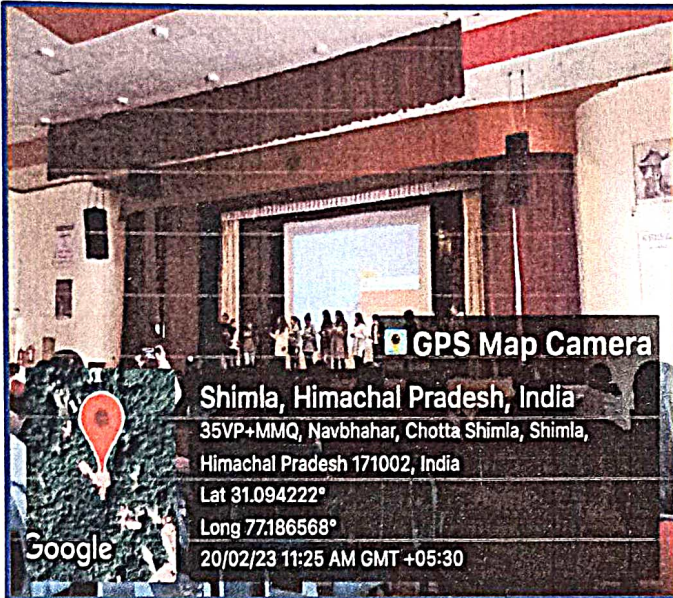 GPS Map Camera
Shimla, Himachal Pradesh, India
35VP+MMQ, Navbhahar, Chotta Shimla, Shimla,
Himachal Pradesh 171002, India
Lat 31.094222°
Long 77.186568°
20/02/23 11:25 AM GMT +05:30
Google